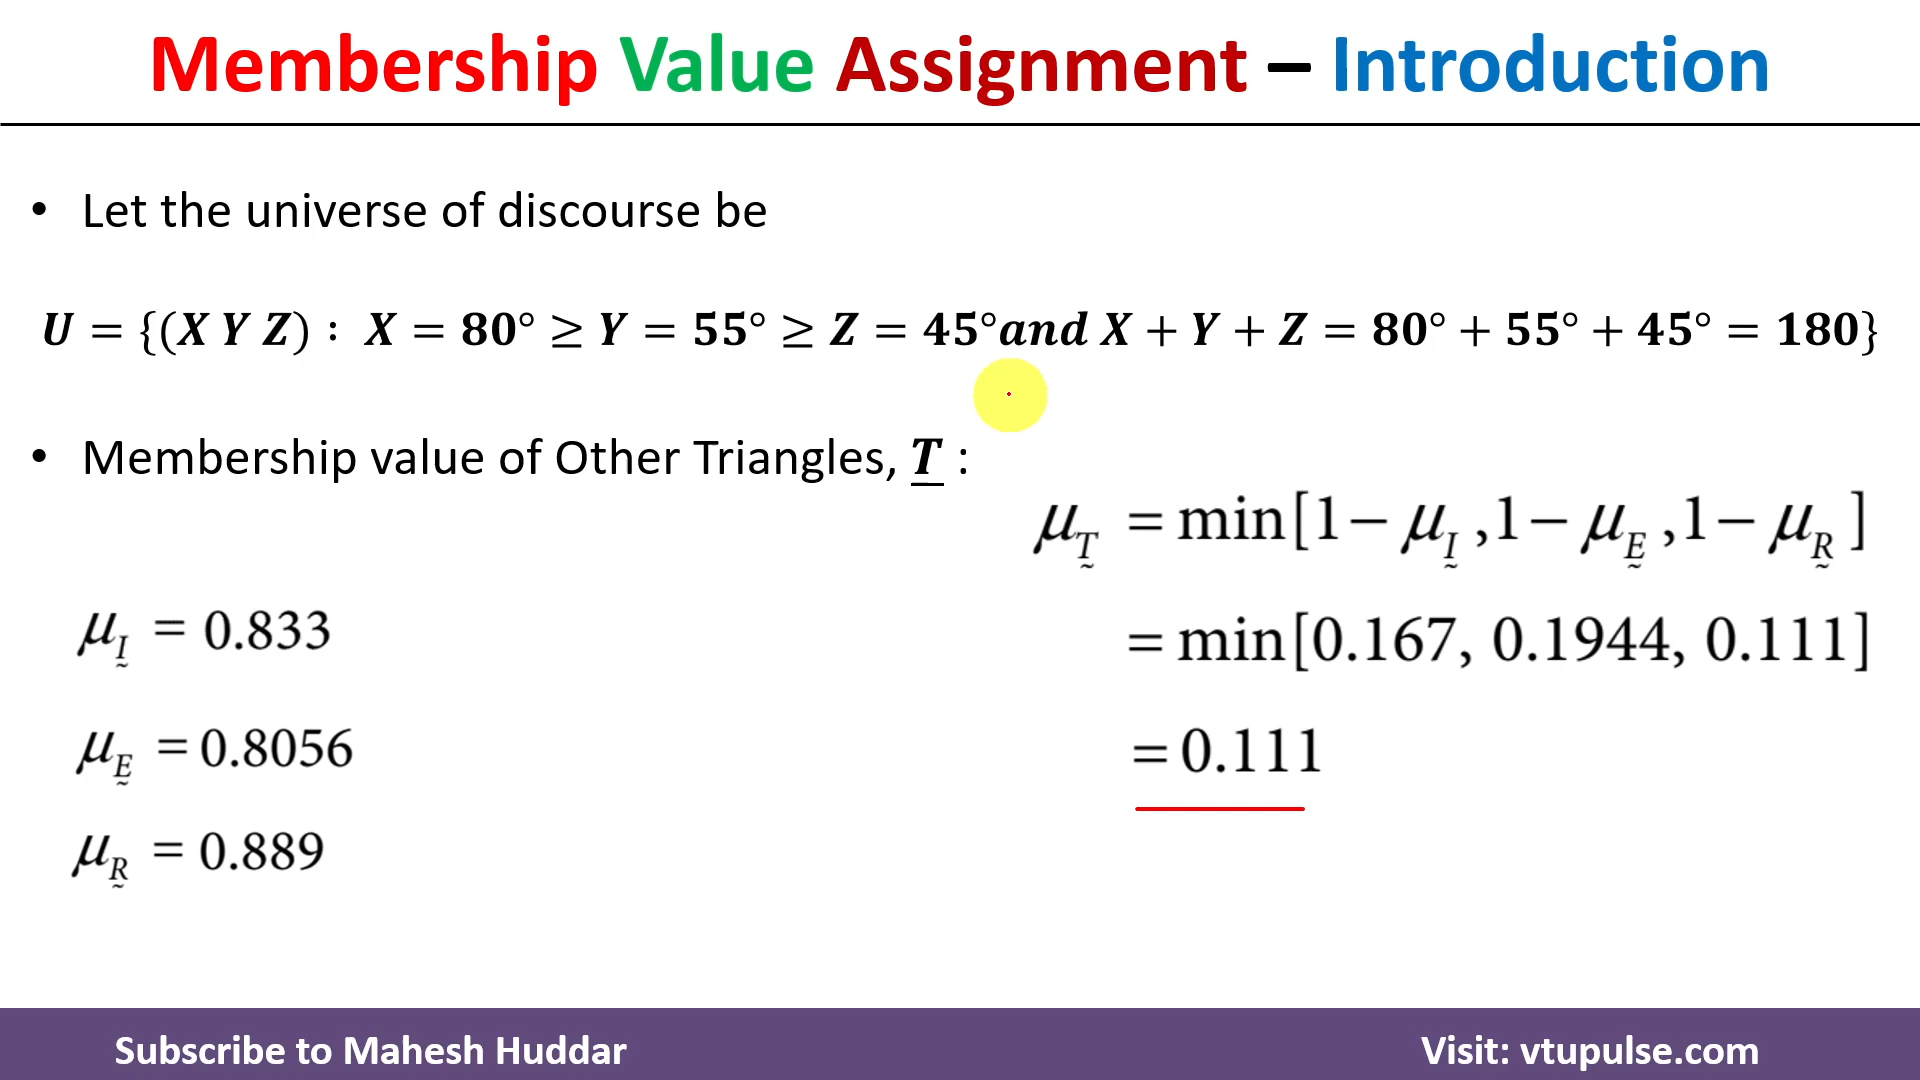 Membership Value Assignment – Introduction
• Let the universe of discourse be
U = {(X Y Z) : X = 80° ≥ Y = 55° ≥ Z = 45°and X + Y + Z = 80° + 55° + 45° = 180}
• Membership value of Other Triangles, T :
μ_T = min[1 − μ_I ,1 − μ_E ,1 − μ_R ]
= min[0.167, 0.1944, 0.111]
= 0.111
μ_I = 0.833
μ_E = 0.8056
μ_R = 0.889
Subscribe to Mahesh Huddar
Visit: vtupulse.com